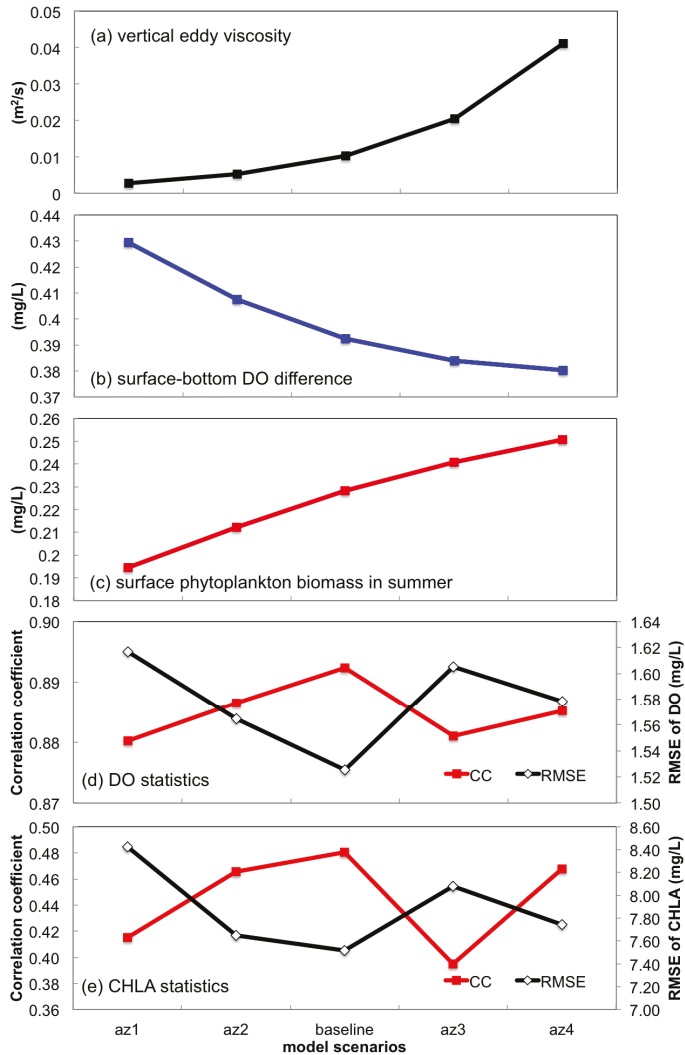 (a) vertical eddy viscosity
(m²/s)
0.05
0.04
0.03
0.02
0.01
0
(b) surface-bottom DO difference
(mg/L)
0.44
0.43
0.42
0.41
0.4
0.39
0.38
0.37
(c) surface phytoplankton biomass in summer
(mg/L)
0.26
0.25
0.24
0.23
0.22
0.21
0.2
0.19
0.18
(d) DO statistics
Correlation coefficient
0.90
0.89
0.88
0.87
CC
RMSE
RMSE of DO (mg/L)
1.64
1.62
1.60
1.58
1.56
1.54
1.52
1.50
(e) CHLA statistics
Correlation coefficient
0.50
0.48
0.46
0.44
0.42
0.40
0.38
0.36
CC
RMSE
RMSE of CHLA (mg/L)
8.60
8.40
8.20
8.00
7.80
7.60
7.40
7.20
7.00
az1
az2
baseline
az3
az4
model scenarios